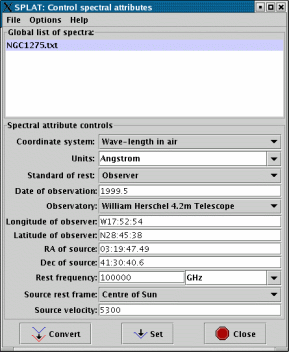 SPLAT: Control spectral attributes
File Options Help
Global list of spectra:
NGC1275.txt
Spectral attribute controls
Coordinate system: Wave-length in air
Units: Angstrom
Standard of rest: Observer
Date of observation: 1999.5
Observatory: William Herschel 4.2m Telescope
Longitude of observer: W17:52:54
Latitude of observer: N28:45:38
RA of source: 03:19:47.49
Dec of source: 41:30:40.6
Rest frequency: 100000 GHz
Source rest frame: Centre of Sun
Source velocity: 5300
Convert Set Close